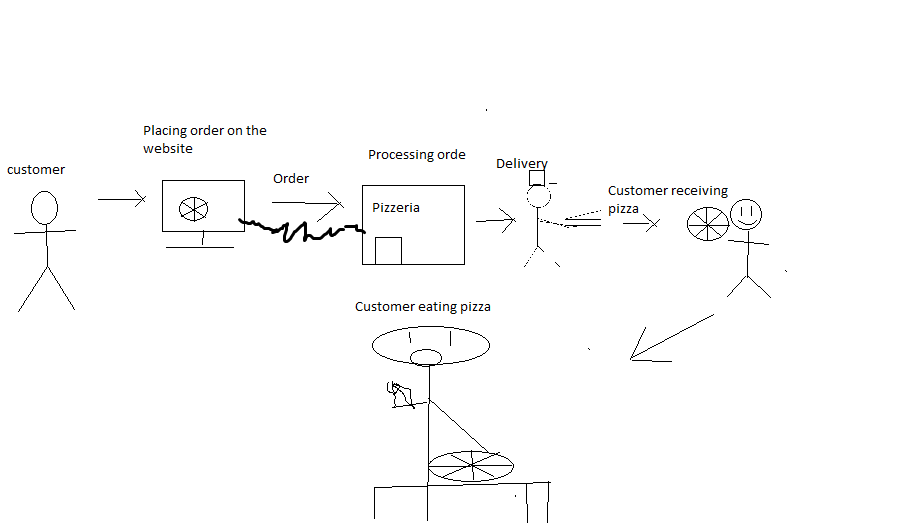 customer
Placing order on the
website
Order
Processing orde
Pizzeria
Delivery
Customer receiving
pizza
Customer eating pizza